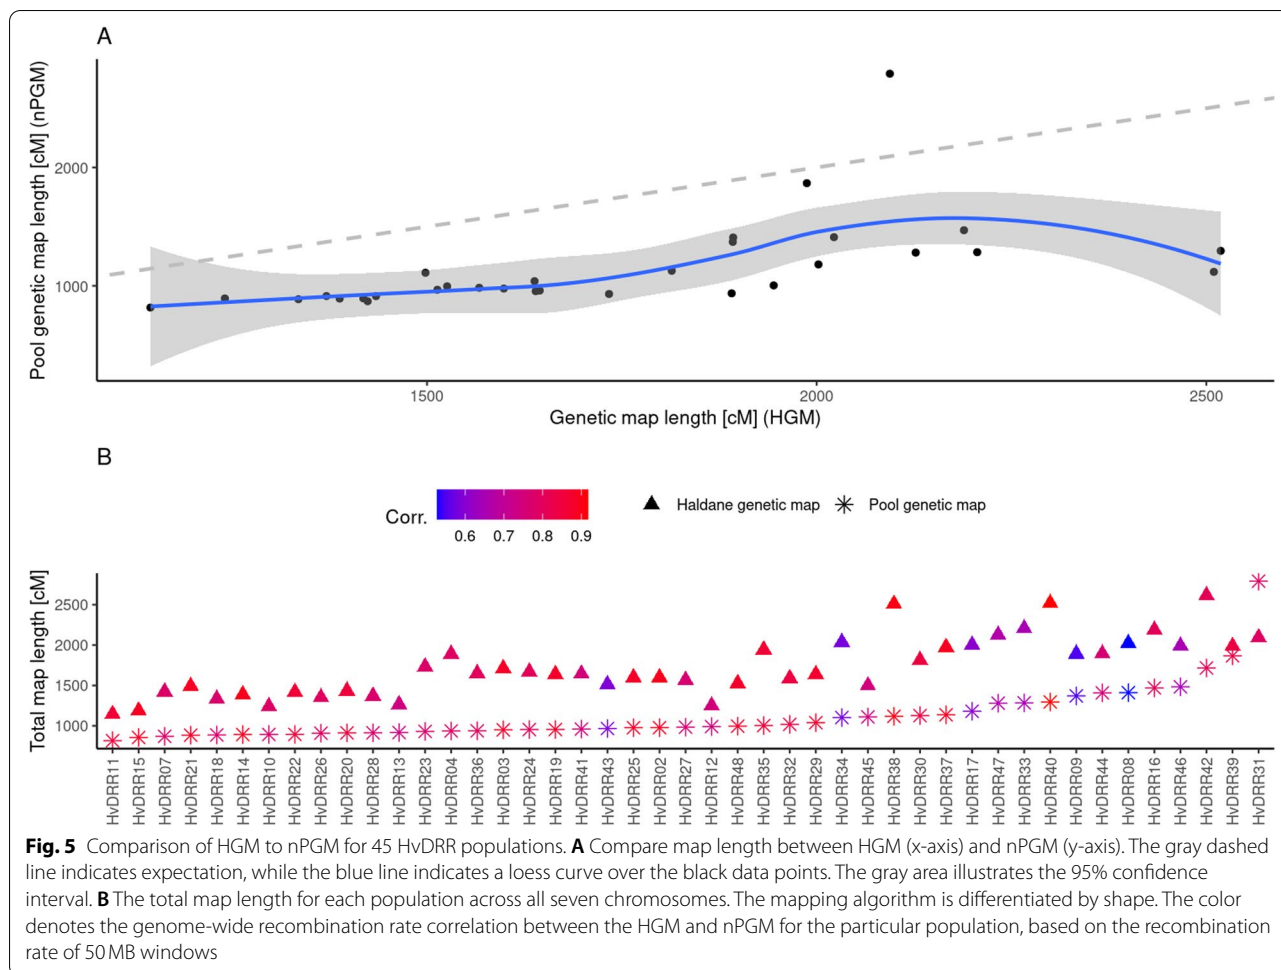 A
Pool genetic map length [cM] (nPGM)
2000
1000
1500
2000
2500
Genetic map length [cM] (HGM)
B
Corr.
0.6 0.7 0.8 0.9
Haldane genetic map
Pool genetic map
Total map length [cM]
2500
2000
1500
1000
HvDRR11
HvDRR15
HvDRR07
HvDRR21
HvDRR18
HvDRR14
HvDRR10
HvDRR22
HvDRR26
HvDRR20
HvDRR28
HvDRR13
HvDRR23
HvDRR04
HvDRR36
HvDRR03
HvDRR24
HvDRR19
HvDRR41
HvDRR43
HvDRR25
HvDRR02
HvDRR27
HvDRR12
HvDRR48
HvDRR35
HvDRR32
HvDRR29
HvDRR34
HvDRR45
HvDRR38
HvDRR30
HvDRR37
HvDRR17
HvDRR47
HvDRR33
HvDRR40
HvDRR09
HvDRR44
HvDRR08
HvDRR16
HvDRR46
HvDRR42
HvDRR39
HvDRR31
Fig. 5 Comparison of HGM to nPGM for 45 HvDRR populations. A Compare map length between HGM (x-axis) and nPGM (y-axis). The gray dashed
line indicates expectation, while the blue line indicates a loess curve over the black data points. The gray area illustrates the 95% confidence
interval. B The total map length for each population across all seven chromosomes. The mapping algorithm is differentiated by shape. The color
denotes the genome-wide recombination rate correlation between the HGM and nPGM for the particular population, based on the recombination
rate of 50 MB windows